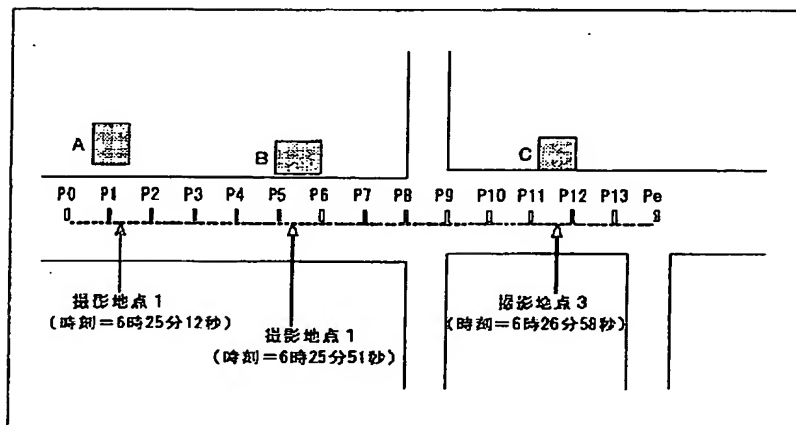 A
B
C
P0 P1 P2 P3 P4 P5 P6 P7 P8 P9 P10 P11 P12 P13 Pe
撮影地点1
(時刻=6時25分12秒)
撮影地点1
(時刻=6時25分51秒)
撮影地点3
(時刻=6時26分58秒)